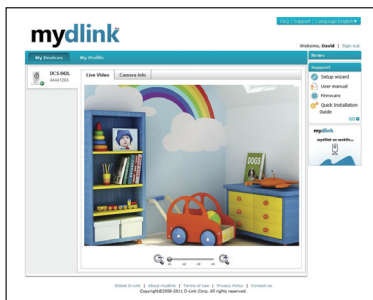 FAQ | Support | Language English
mydlink
Welcome, David | Sign out
My Devices
My Profile
News
Support
Setup wizard
User manual
Firmware
Quick Installation
Guide
DCS-942L
Live Video
Camera Info
DOGS
mydlink
Global D-Link | About mydlink | Terms of Use | Privacy Policy | Contact Us
Copyright©2005-2011 D-Link Corp. All rights reserved.